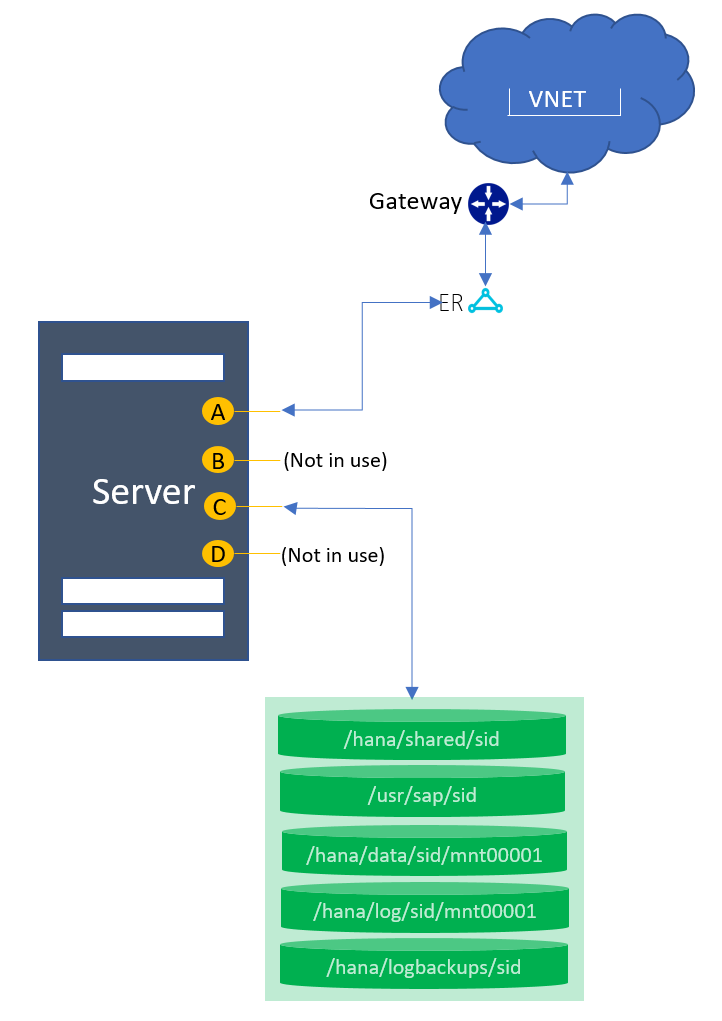 VNET
Gateway
ER
A
B
(Not in use)
Server
C
D
(Not in use)
/hana/shared/sid
/usr/sap/sid
/hana/data/sid/mnt00001
/hana/log/sid/mnt00001
/hana/logbackups/sid